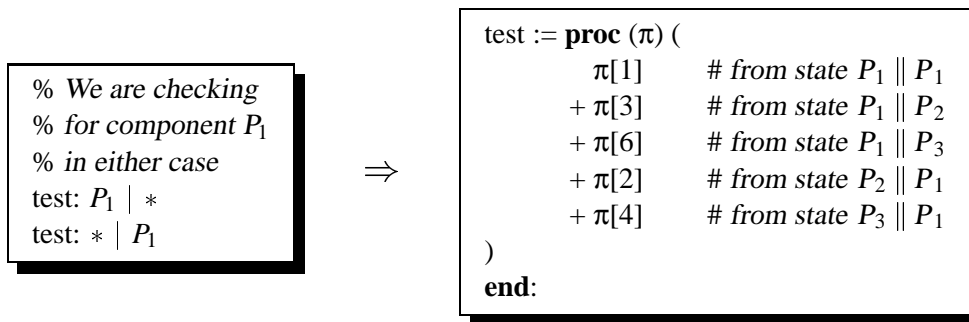 % We are checking
% for component P₁
% in either case
test: P₁ | ∗
test: ∗ | P₁
⇒
test := proc (π) (
π[1] # from state P₁ || P₁
+ π[3] # from state P₁ || P₂
+ π[6] # from state P₁ || P₃
+ π[2] # from state P₂ || P₁
+ π[4] # from state P₃ || P₁
)
end: